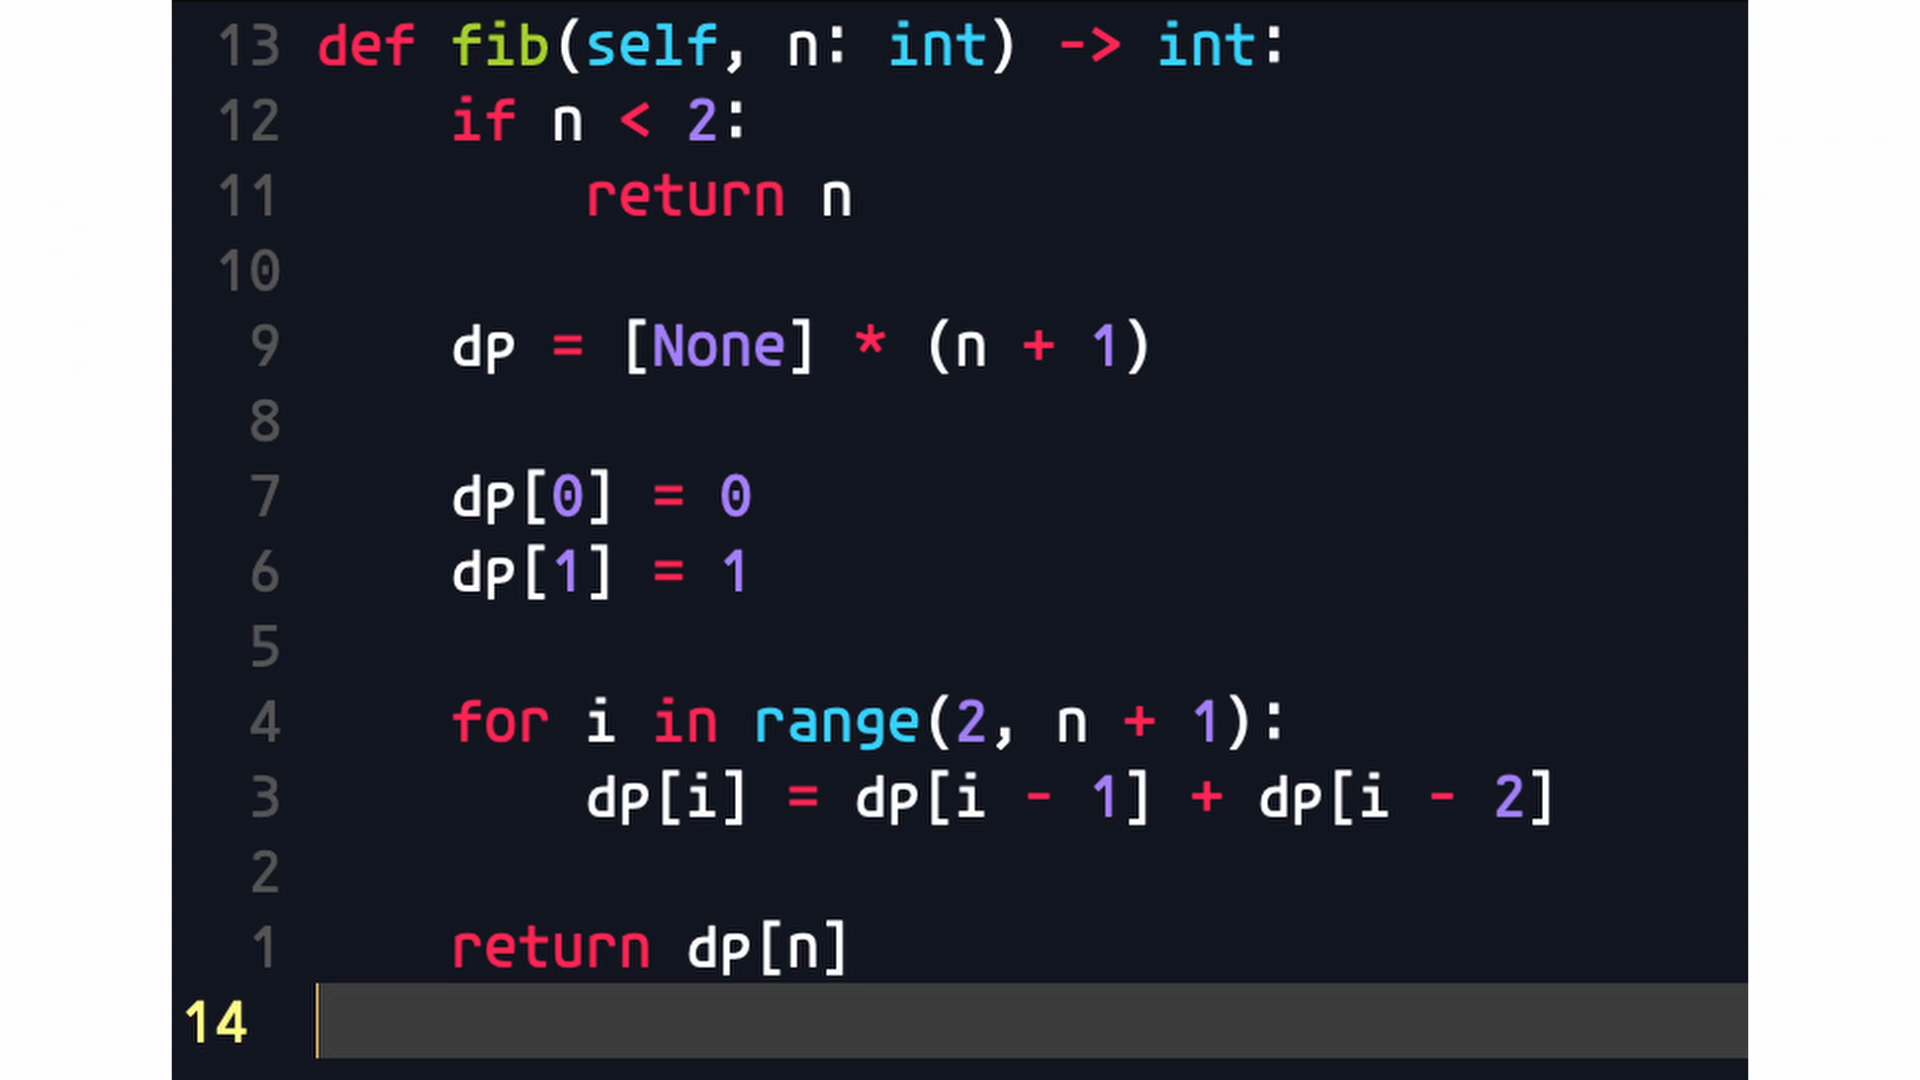 13 def fib(self, n: int) -> int:
12     if n < 2:
11         return n
10
9     dp = [None] * (n + 1)
8
7     dp[0] = 0
6     dp[1] = 1
5
4     for i in range(2, n + 1):
3         dp[i] = dp[i - 1] + dp[i - 2]
2
1     return dp[n]
14